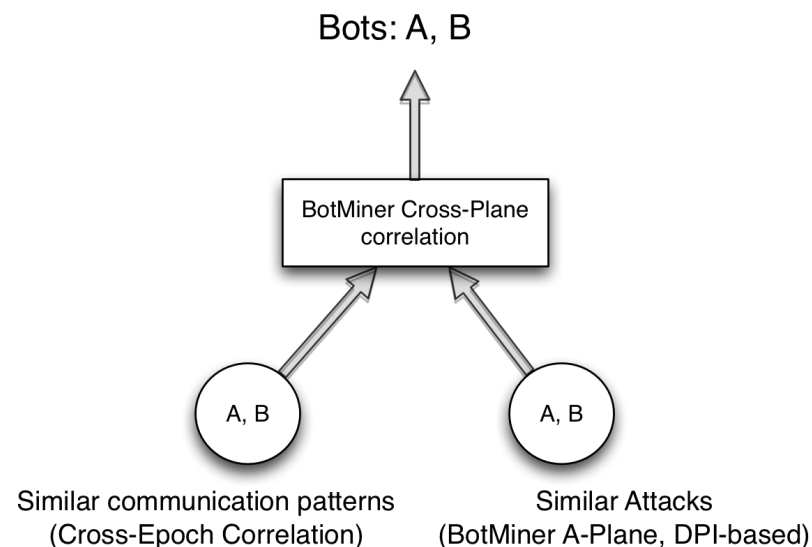 Bots: A, B
BotMiner Cross-Plane
correlation
A, B
A, B
Similar communication patterns
(Cross-Epoch Correlation)
Similar Attacks
(BotMiner A-Plane, DPI-based)